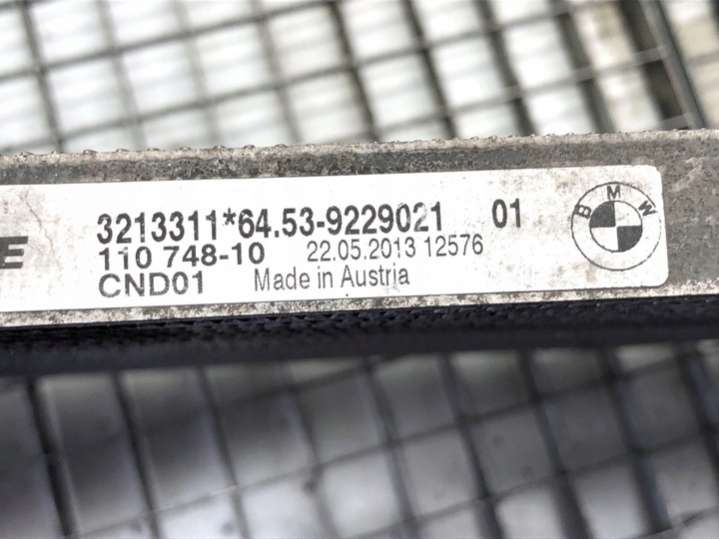 3213311*64.53-9229021 01
110 748-10 22.05.2013 12576
CND01 Made in Austria
BMW